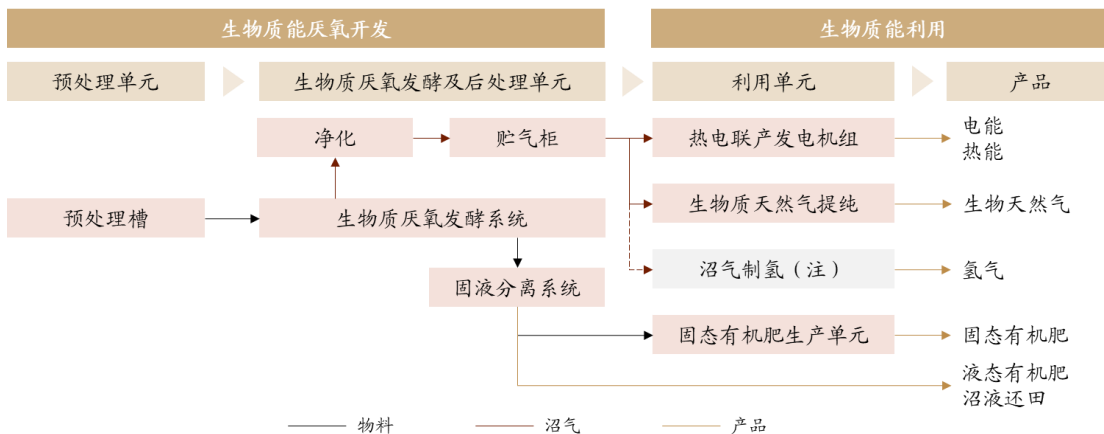 生物质能厌氧开发
生物质能利用
预处理单元
生物质厌氧发酵及后处理单元
利用单元
产品
净化
贮气柜
热电联产发电机组
电能
热能
预处理槽
生物质厌氧发酵系统
生物质天然气提纯
生物天然气
固液分离系统
沼气制氢（注）
氢气
固态有机肥生产单元
固态有机肥
液态有机肥
沼液还田
物料
沼气
产品